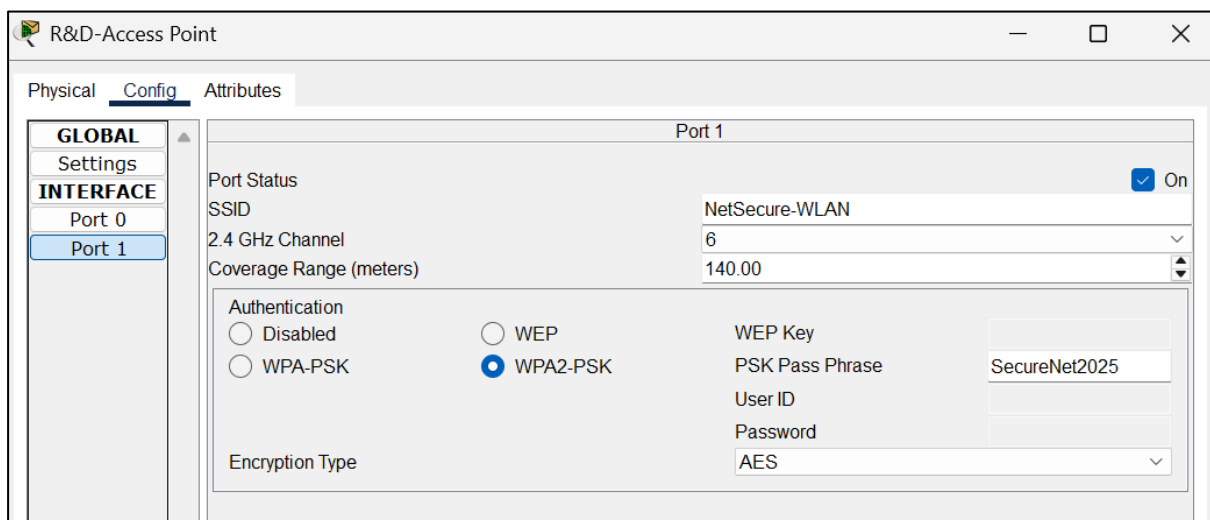 R&D-Access Point
Physical Config Attributes
GLOBAL
Settings
INTERFACE
Port 0
Port 1
Port 1
Port Status On
SSID NetSecure-WLAN
2.4 GHz Channel 6
Coverage Range (meters) 140.00
Authentication
Disabled WEP WEP Key
WPA-PSK WPA2-PSK PSK Pass Phrase SecureNet2025
User ID
Password
Encryption Type AES